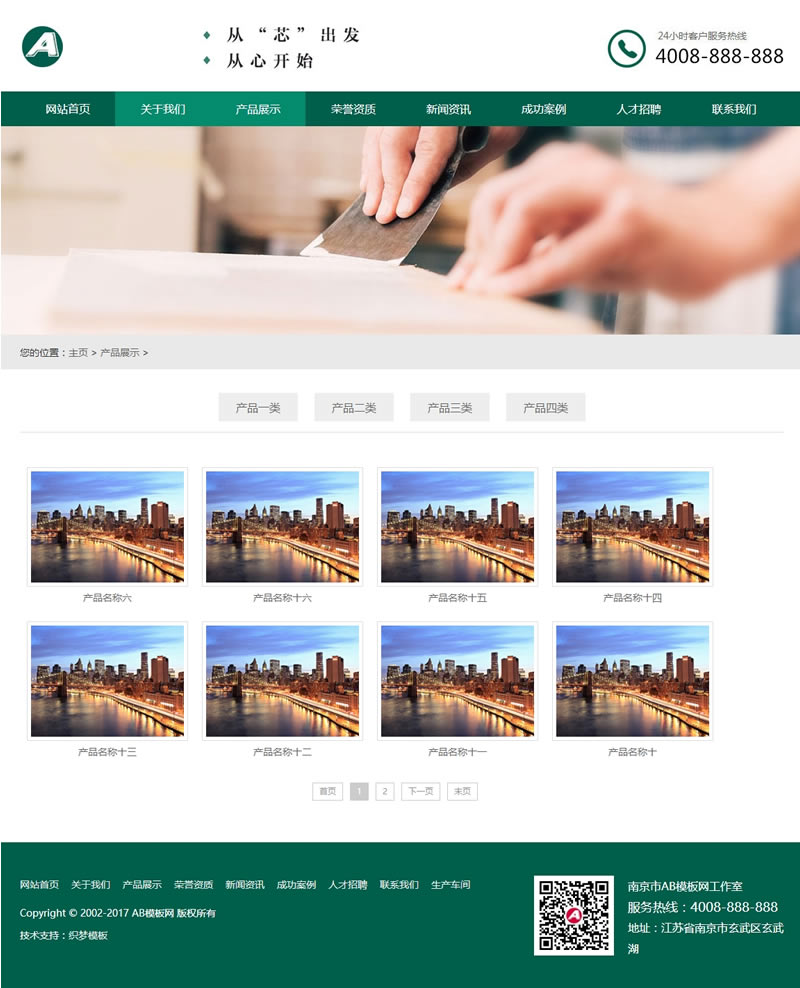 从“芯”出发
从心开始
24小时客户服务热线
4008-888-888
网站首页 关于我们 产品展示 荣誉资质 新闻资讯 成功案例 人才招聘 联系我们
您的位置：主页 > 产品展示 >
产品一类 产品二类 产品三类 产品四类
产品名称六 产品名称十六 产品名称十五 产品名称十四
产品名称十三 产品名称十二 产品名称十一 产品名称十
首页 1 2 下一页 末页
网站首页 关于我们 产品展示 荣誉资质 新闻资讯 成功案例 人才招聘 联系我们 生产车间
Copyright © 2002-2017 AB模板网 版权所有
技术支持：织梦模板
南京市AB模板网工作室
服务热线：4008-888-888
地址：江苏省南京市玄武区玄武
湖